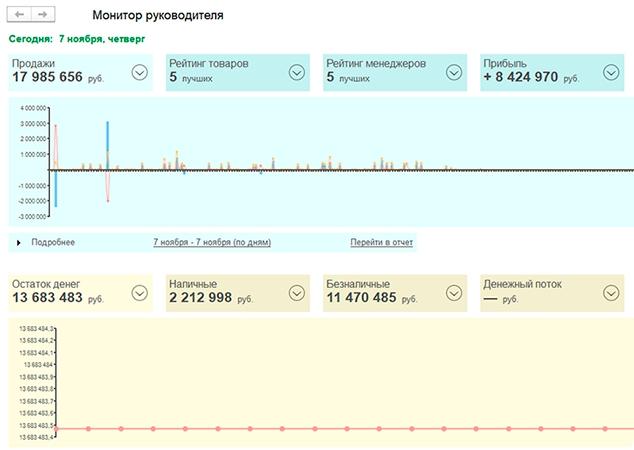 Монитор руководителя
Сегодня: 7 ноября, четверг
Продажи
17 985 656 руб.
Рейтинг товаров
5 лучших
Рейтинг менеджеров
5 лучших
Прибыль
+ 8 424 970 руб.
4 000 000
3 000 000
2 000 000
1 000 000
-1 000 000
-2 000 000
-3 000 000
Подробнее
7 ноября - 7 ноября (по дням)
Перейти в отчет
Остаток денег
13 683 483 руб.
Наличные
2 212 998 руб.
Безналичные
11 470 485 руб.
Денежный поток
— руб.
13 683 484,3
13 683 484,2
13 683 484,1
13 683 484
13 683 483,9
13 683 483,8
13 683 483,7
13 683 483,6
13 683 483,5
13 683 483,4